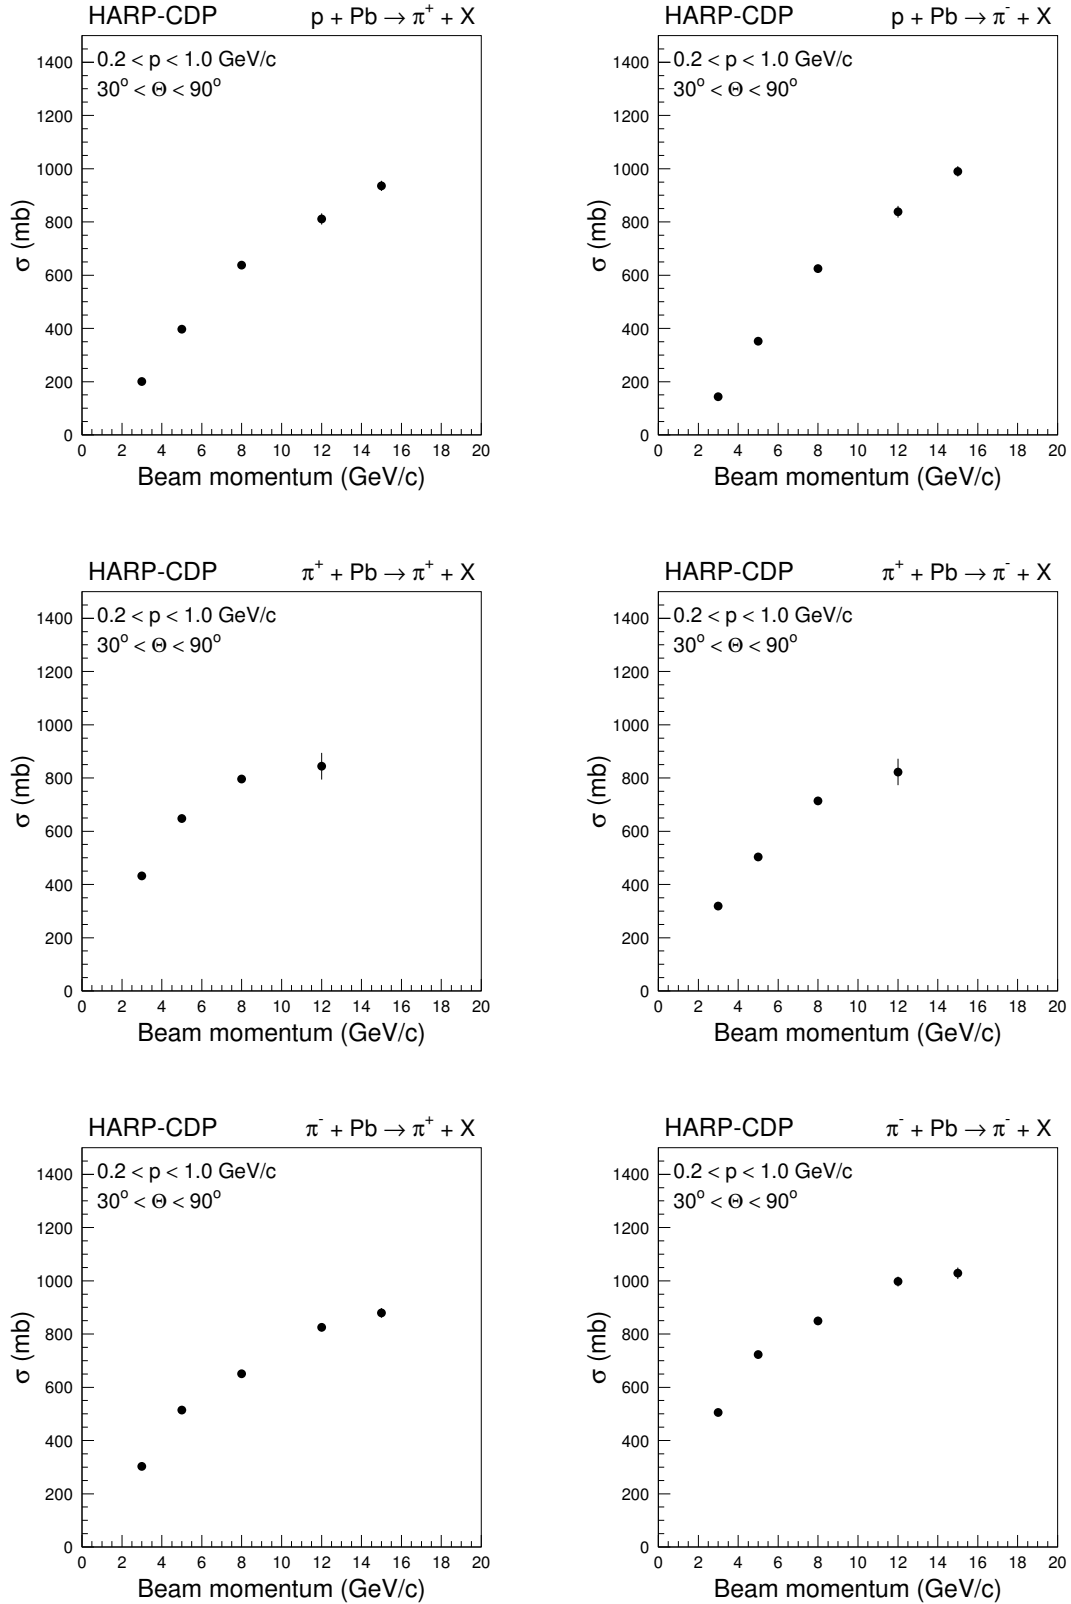 HARP-CDP p + Pb → π⁺ + X
0.2 < p < 1.0 GeV/c
30° < Θ < 90°
1400
1200
1000
800
600
400
200
0
σ (mb)
0 2 4 6 8 10 12 14 16 18 20
Beam momentum (GeV/c)
HARP-CDP p + Pb → π⁻ + X
0.2 < p < 1.0 GeV/c
30° < Θ < 90°
1400
1200
1000
800
600
400
200
0
σ (mb)
0 2 4 6 8 10 12 14 16 18 20
Beam momentum (GeV/c)
HARP-CDP π⁺ + Pb → π⁺ + X
0.2 < p < 1.0 GeV/c
30° < Θ < 90°
1400
1200
1000
800
600
400
200
0
σ (mb)
0 2 4 6 8 10 12 14 16 18 20
Beam momentum (GeV/c)
HARP-CDP π⁺ + Pb → π⁻ + X
0.2 < p < 1.0 GeV/c
30° < Θ < 90°
1400
1200
1000
800
600
400
200
0
σ (mb)
0 2 4 6 8 10 12 14 16 18 20
Beam momentum (GeV/c)
HARP-CDP π⁻ + Pb → π⁺ + X
0.2 < p < 1.0 GeV/c
30° < Θ < 90°
1400
1200
1000
800
600
400
200
0
σ (mb)
0 2 4 6 8 10 12 14 16 18 20
Beam momentum (GeV/c)
HARP-CDP π⁻ + Pb → π⁻ + X
0.2 < p < 1.0 GeV/c
30° < Θ < 90°
1400
1200
1000
800
600
400
200
0
σ (mb)
0 2 4 6 8 10 12 14 16 18 20
Beam momentum (GeV/c)